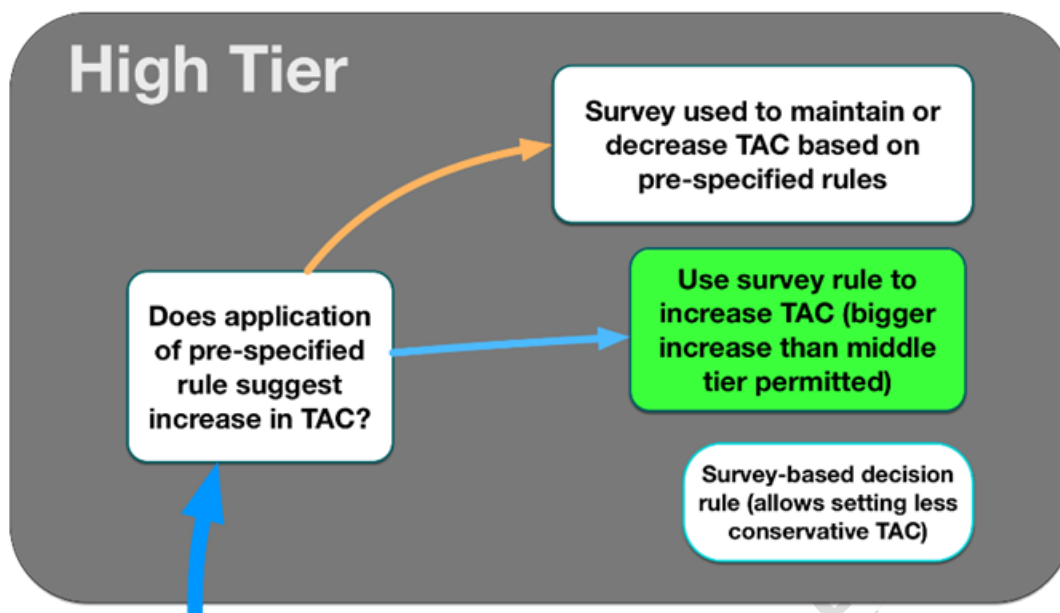 High Tier
Survey used to maintain or
decrease TAC based on
pre-specified rules
Does application
of pre-specified
rule suggest
increase in TAC?
Use survey rule to
increase TAC (bigger
increase than middle
tier permitted)
Survey-based decision
rule (allows setting less
conservative TAC)